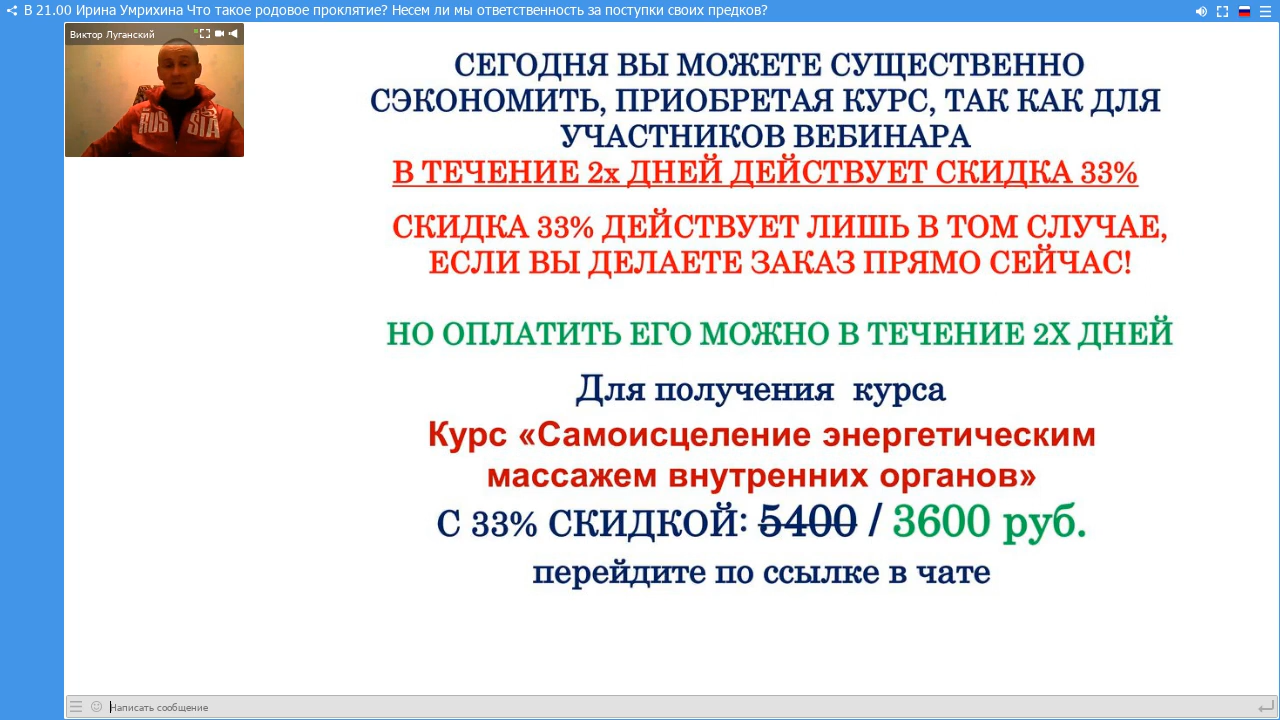 В 21.00 Ирина Умрихина Что такое родовое проклятие? Несем ли мы ответственность за поступки своих предков?
Виктор Луганский
RUSSIA
СЕГОДНЯ ВЫ МОЖЕТЕ СУЩЕСТВЕННО
СЭКОНОМИТЬ, ПРИОБРЕТАЯ КУРС, ТАК КАК ДЛЯ
УЧАСТНИКОВ ВЕБИНАРА
В ТЕЧЕНИЕ 2х ДНЕЙ ДЕЙСТВУЕТ СКИДКА 33%
СКИДКА 33% ДЕЙСТВУЕТ ЛИШЬ В ТОМ СЛУЧАЕ,
ЕСЛИ ВЫ ДЕЛАЕТЕ ЗАКАЗ ПРЯМО СЕЙЧАС!
НО ОПЛАТИТЬ ЕГО МОЖНО В ТЕЧЕНИЕ 2Х ДНЕЙ
Для получения курса
Курс «Самоисцеление энергетическим
массажем внутренних органов»
С 33% СКИДКОЙ: 5400 / 3600 руб.
перейдите по ссылке в чате
Написать сообщение